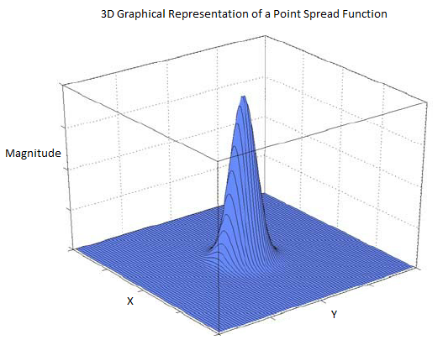 3D Graphical Representation of a Point Spread Function
Magnitude
X
Y